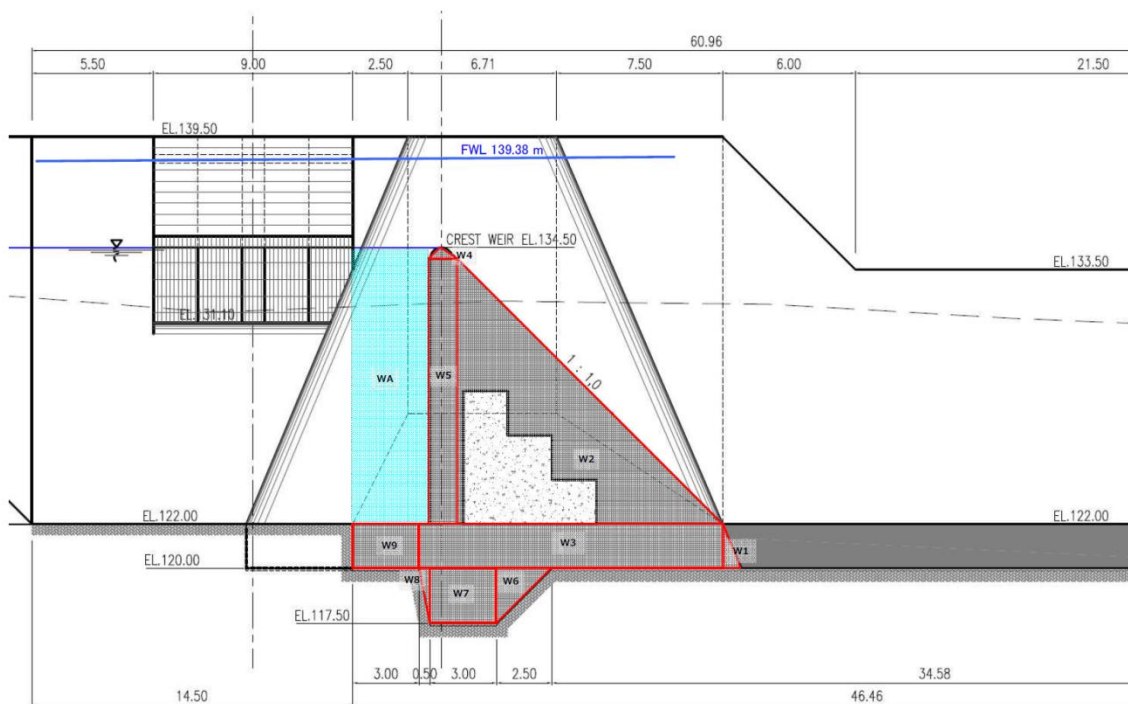 60.96
5.50 9.00 2.50 6.71 7.50 6.00 21.50
EL.139.50
FWL 139.38 m
CREST WEIR EL.134.50
W4
EL.133.50
EL.131.10
1 : 1,0
WA
W5
W2
EL.122.00
EL.122.00
W9
W3
W1
EL.120.00
W8
W6
W7
EL.117.50
3.00 0.50 3.00 2.50 34.58
14.50 46.46